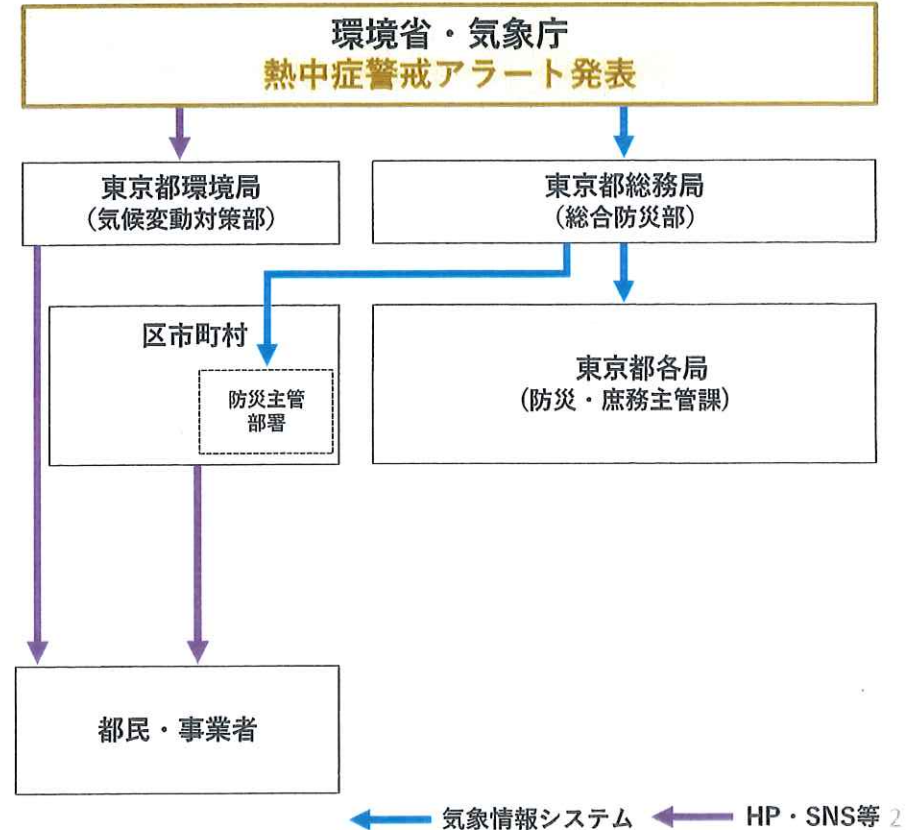 環境省・気象庁
熱中症警戒アラート発表
東京都環境局
(気候変動対策部)
東京都総務局
(総合防災部)
区市町村
防災主管
部署
東京都各局
(防災・庶務主管課)
都民・事業者
気象情報システム
HP・SNS等
2